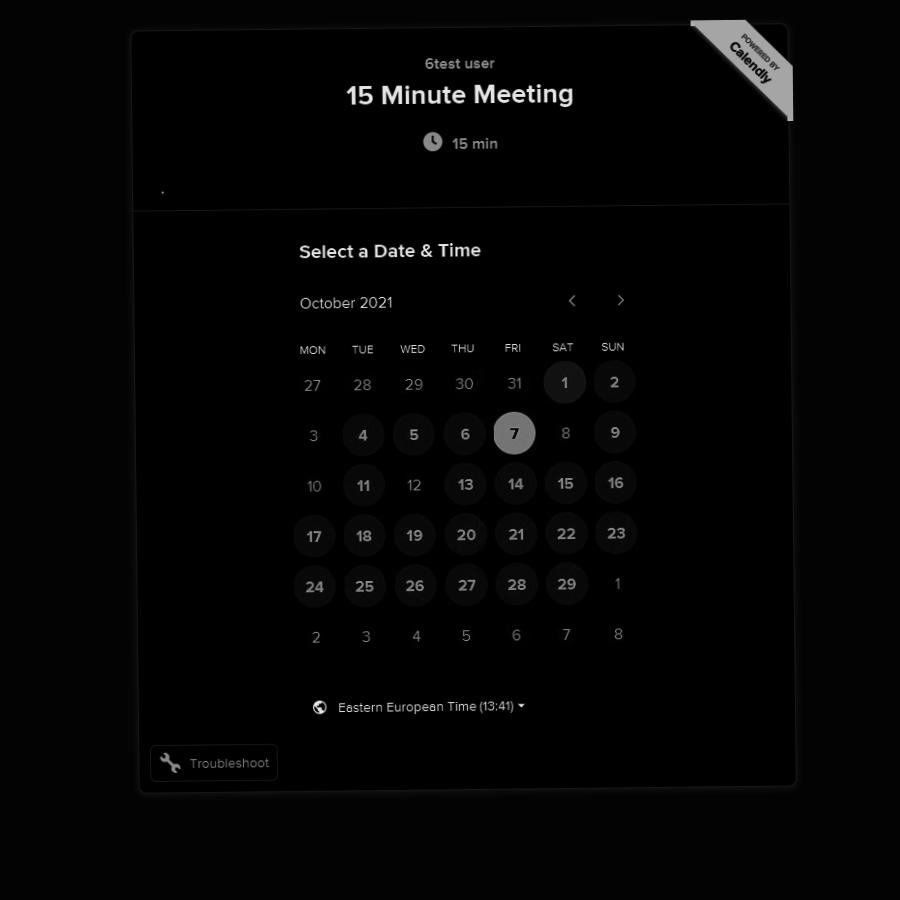 POWERED BY
Calendly
6test user
15 Minute Meeting
15 min
Select a Date & Time
October 2021
MON TUE WED THU FRI SAT SUN
27 28 29 30 31 1 2
3 4 5 6 7 8 9
10 11 12 13 14 15 16
17 18 19 20 21 22 23
24 25 26 27 28 29 1
2 3 4 5 6 7 8
Eastern European Time (13:41)
Troubleshoot